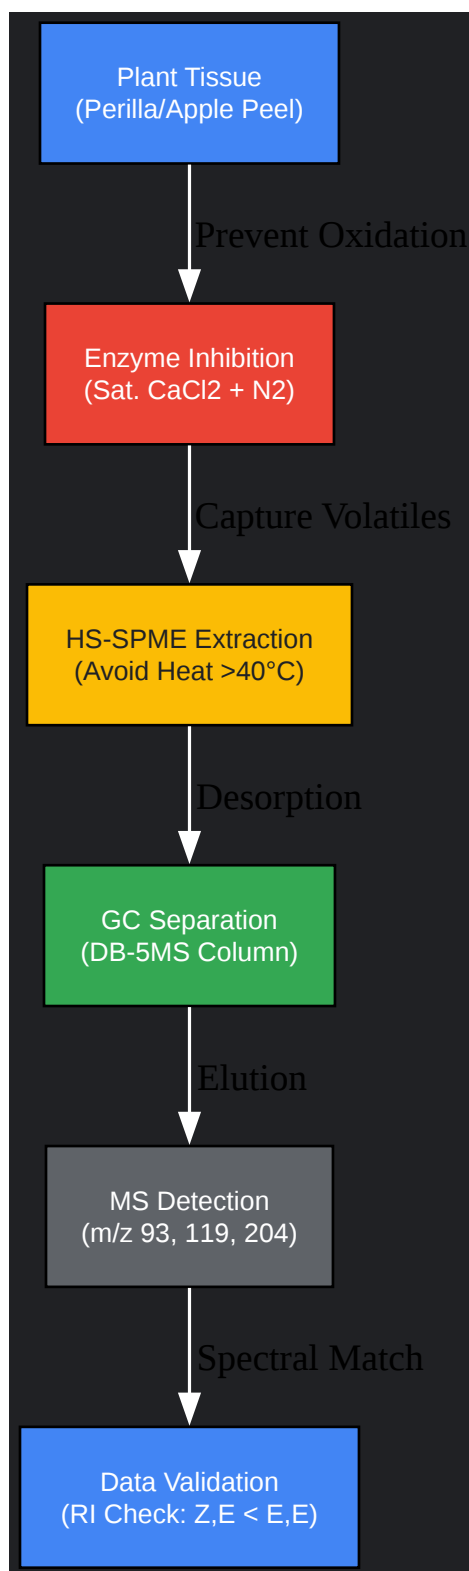 Plant Tissue
(Perilla/Apple Peel)
Prevent Oxidation
Enzyme Inhibition
(Sat. CaCl2 + N2)
Capture Volatiles
HS-SPME Extraction
(Avoid Heat >40°C)
Desorption
GC Separation
(DB-5MS Column)
Elution
MS Detection
(m/z 93, 119, 204)
Spectral Match
Data Validation
(RI Check: Z,E < E,E)